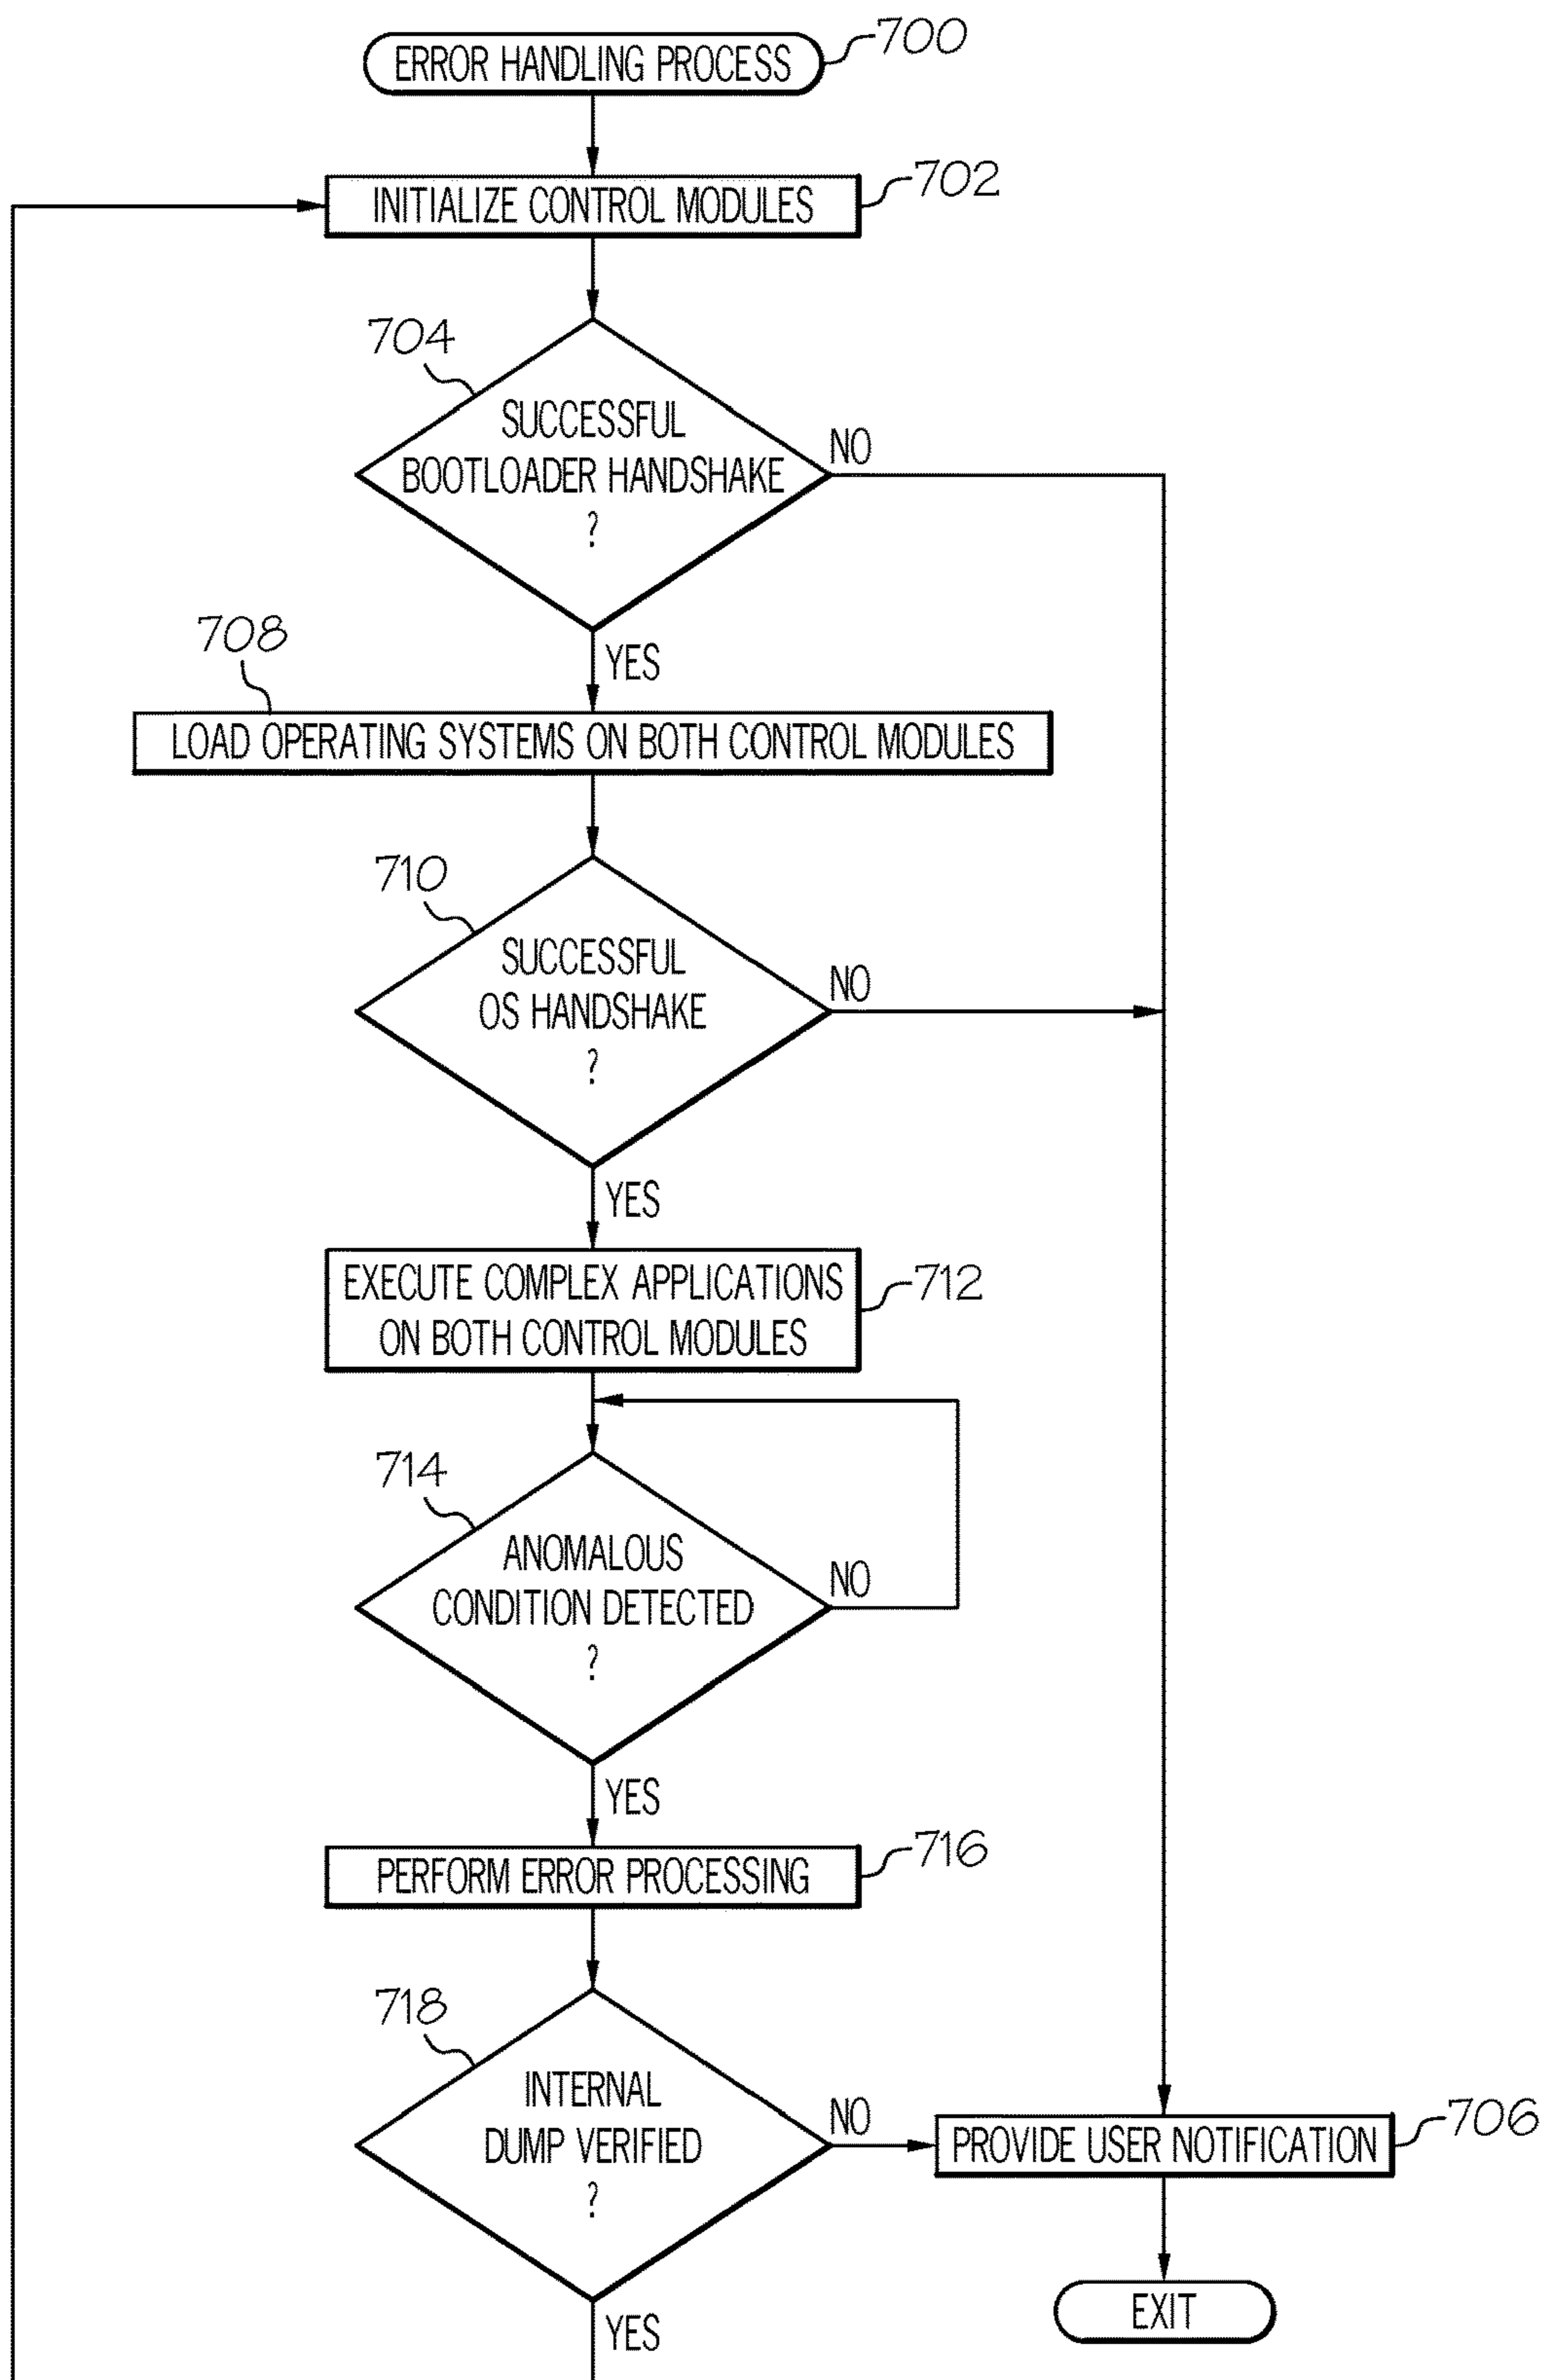 ERROR HANDLING PROCESS
700
INITIALIZE CONTROL MODULES
702
704
SUCCESSFUL
BOOTLOADER HANDSHAKE
?
NO
YES
708
LOAD OPERATING SYSTEMS ON BOTH CONTROL MODULES
710
SUCCESSFUL
OS HANDSHAKE
?
NO
YES
EXECUTE COMPLEX APPLICATIONS
ON BOTH CONTROL MODULES
712
714
ANOMALOUS
CONDITION DETECTED
?
NO
YES
PERFORM ERROR PROCESSING
716
718
INTERNAL
DUMP VERIFIED
?
NO
PROVIDE USER NOTIFICATION
706
YES
EXIT